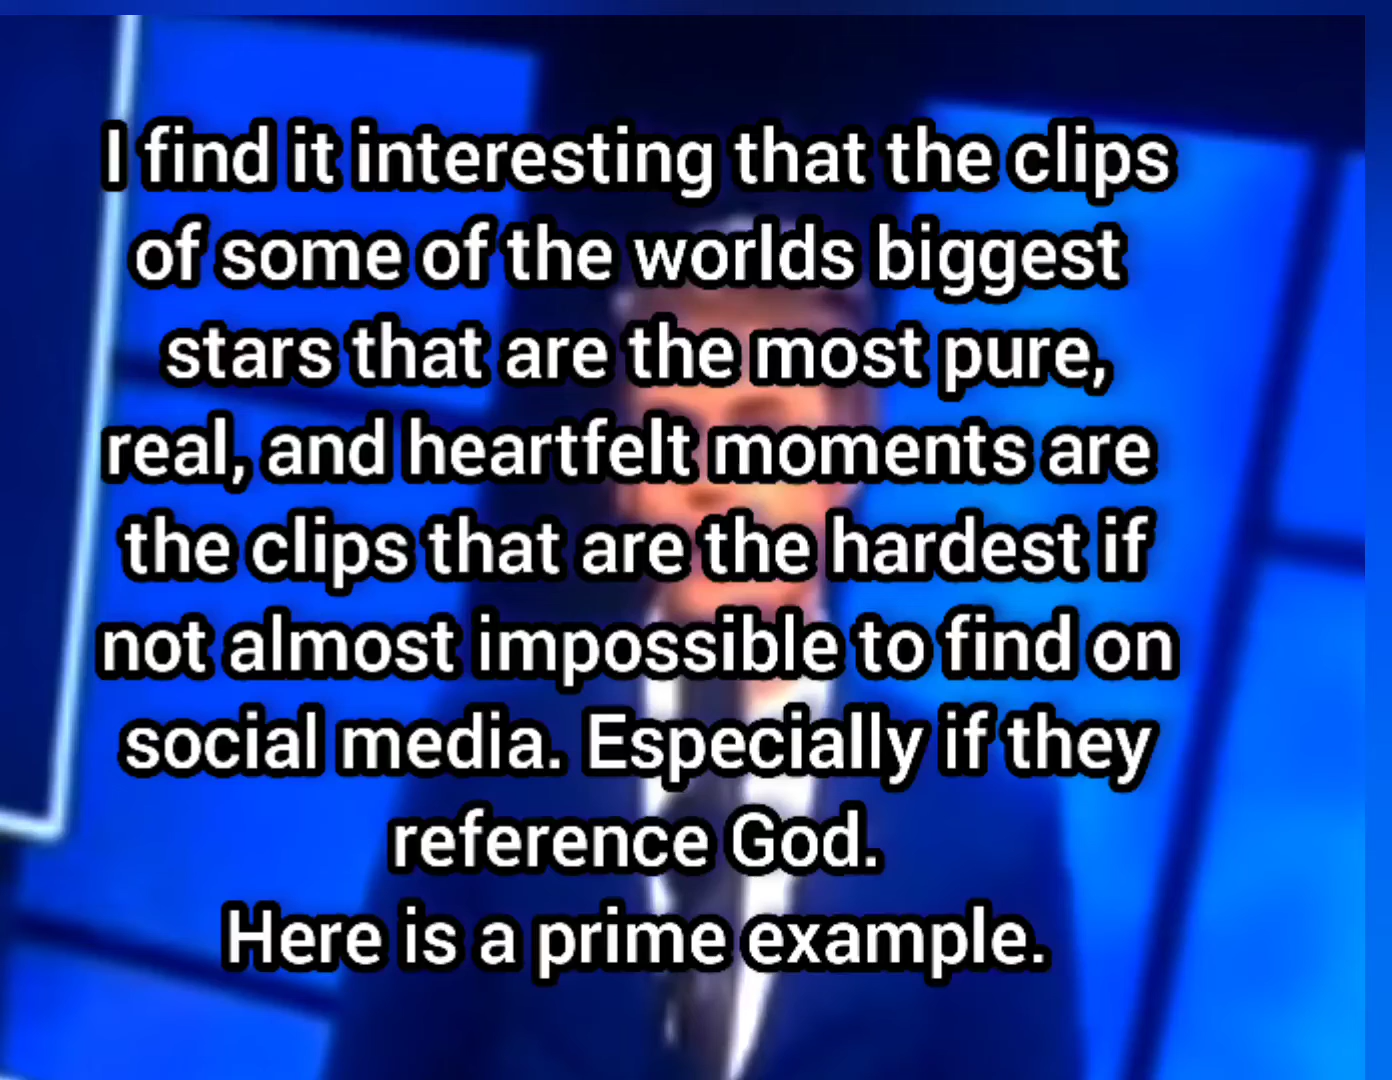 I find it interesting that the clips
of some of the worlds biggest
stars that are the most pure,
real, and heartfelt moments are
the clips that are the hardest if
not almost impossible to find on
social media. Especially if they
reference God.
Here is a prime example.